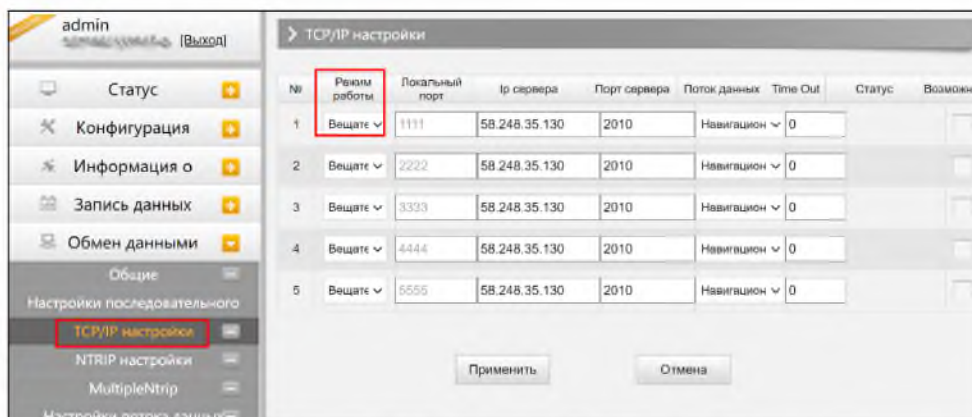 admin
[Выход]
TCP/IP настройки
Статус
Конфигурация
Информация о
Запись данных
Обмен данными
Общие
Настройки последовательного
TCP/IP настройки
NTRIP настройки
MultipleNtrip
Настройки потока данных
№ Режим работы Локальный порт Ip сервера Порт сервера Поток данных Time Out Статус Возможн
1 Вещате 1111 58.248.35.130 2010 Навигацион 0
2 Вещате 2222 58.248.35.130 2010 Навигацион 0
3 Вещате 3333 58.248.35.130 2010 Навигацион 0
4 Вещате 4444 58.248.35.130 2010 Навигацион 0
5 Вещате 5555 58.248.35.130 2010 Навигацион 0
Применить Отмена